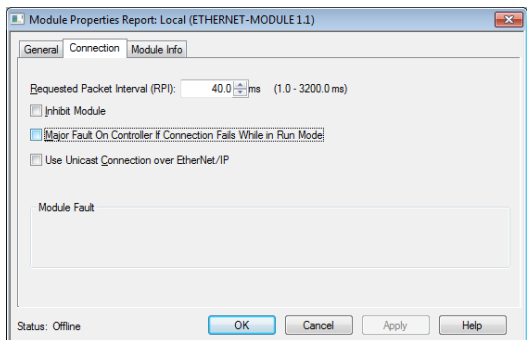 Module Properties Report: Local (ETHERNET-MODULE 1.1)
General Connection Module Info
Requested Packet Interval (RPI): 40.0 ms (1.0 - 3200.0 ms)
Inhibit Module
Major Fault On Controller If Connection Fails While in Run Mode
Use Unicast Connection over EtherNet/IP
Module Fault
Status: Offline OK Cancel Apply Help